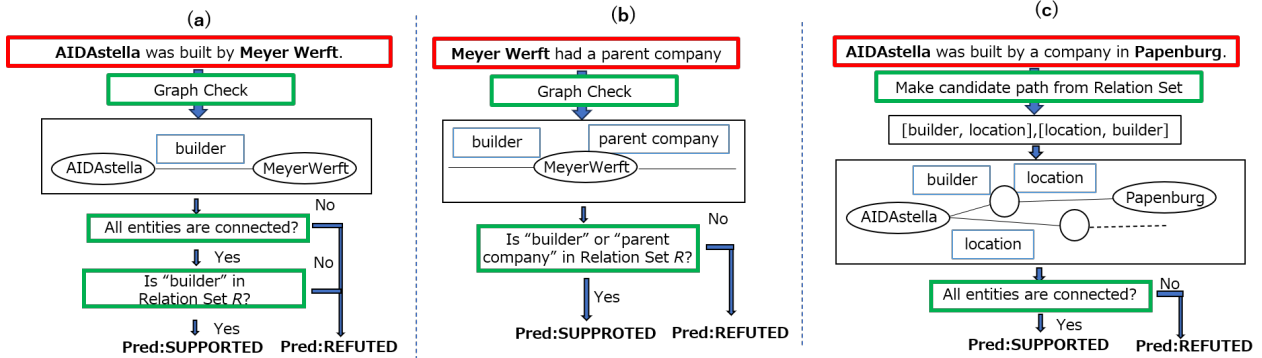 (a)
AIDAstella was built by Meyer Werft.
Graph Check
builder
AIDAstella
MeyerWerft
All entities are connected?
No
Yes
No
Is “builder” in
Relation Set R?
Yes
Pred:SUPPORTED
Pred:REFUTED
(b)
Meyer Werft had a parent company
Graph Check
builder
parent company
MeyerWerft
No
Is “builder” or “parent
company” in Relation Set R?
Yes
Pred:SUPPROTED
Pred:REFUTED
(c)
AIDAstella was built by a company in Papenburg.
Make candidate path from Relation Set
[builder, location],[location, builder]
builder
location
AIDAstella
Papenburg
location
All entities are connected?
No
Yes
Pred:SUPPORTED
Pred:REFUTED